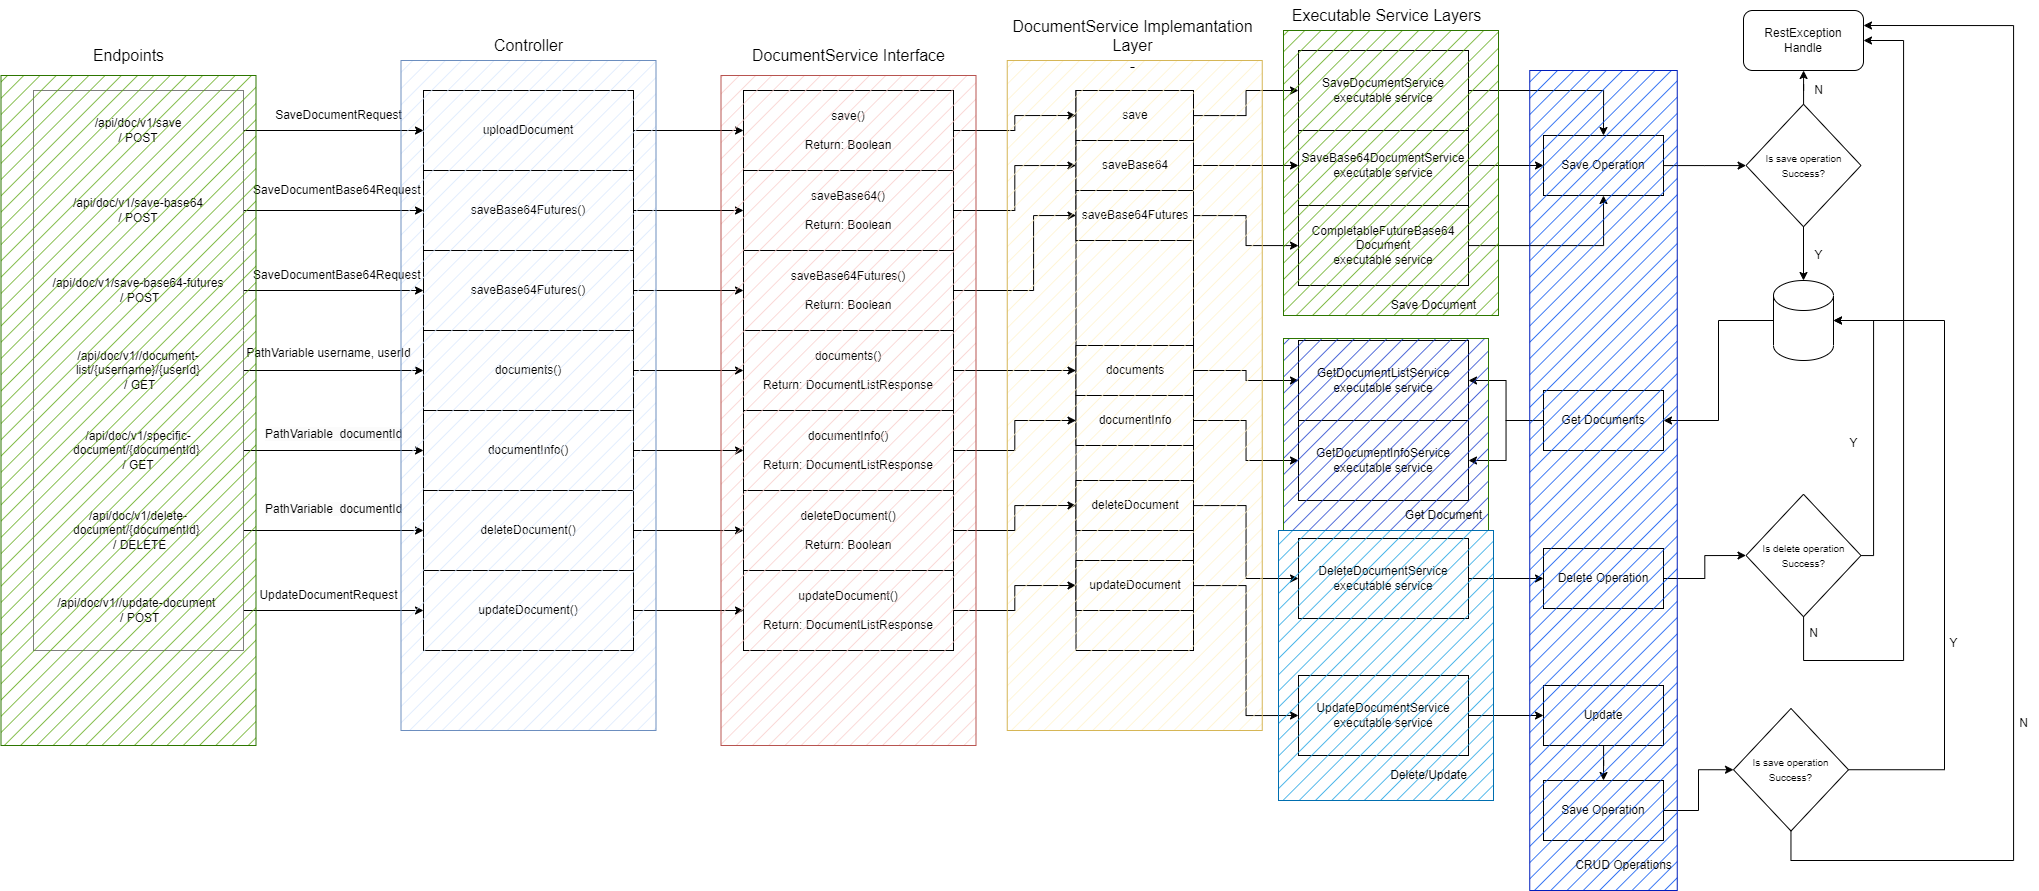 Endpoints
/api/doc/v1/save
/ POST
/api/doc/v1/save-base64
/ POST
/api/doc/v1/save-base64-futures
/ POST
/api/doc/v1//document-
list/{username}/{userId}
/ GET
/api/doc/v1/specific-
document/{documentId}
/ GET
/api/doc/v1/delete-
document/{documentId}
/ DELETE
/api/doc/v1//update-document
/ POST
SaveDocumentRequest
SaveDocumentBase64Request
SaveDocumentBase64Request
PathVariable username, userId
PathVariable  documentId
PathVariable  documentId
UpdateDocumentRequest
Controller
uploadDocument
saveBase64Futures()
saveBase64Futures()
documents()
documentInfo()
deleteDocument()
updateDocument()
DocumentService Interface
save()
Return: Boolean
saveBase64()
Return: Boolean
saveBase64Futures()
Return: Boolean
documents()
Return: DocumentListResponse
documentInfo()
Return: DocumentListResponse
deleteDocument()
Return: Boolean
updateDocument()
Return: DocumentListResponse
DocumentService Implemantation
Layer
-
save
saveBase64
saveBase64Futures
documents
documentInfo
deleteDocument
updateDocument
Executable Service Layers
SaveDocumentService
executable service
SaveBase64DocumentService
executable service
CompletableFutureBase64
Document
executable service
Save Document
GetDocumentListService
executable service
GetDocumentInfoService
executable service
Get Document
DeleteDocumentService
executable service
UpdateDocumentService
executable service
Delete/Update
Save Operation
Get Documents
Delete Operation
Update
Save Operation
CRUD Operations
RestException
Handle
N
Is save operation
Success?
Y
Y
Is delete operation
Success?
N
Y
Is save operation
Success?
N